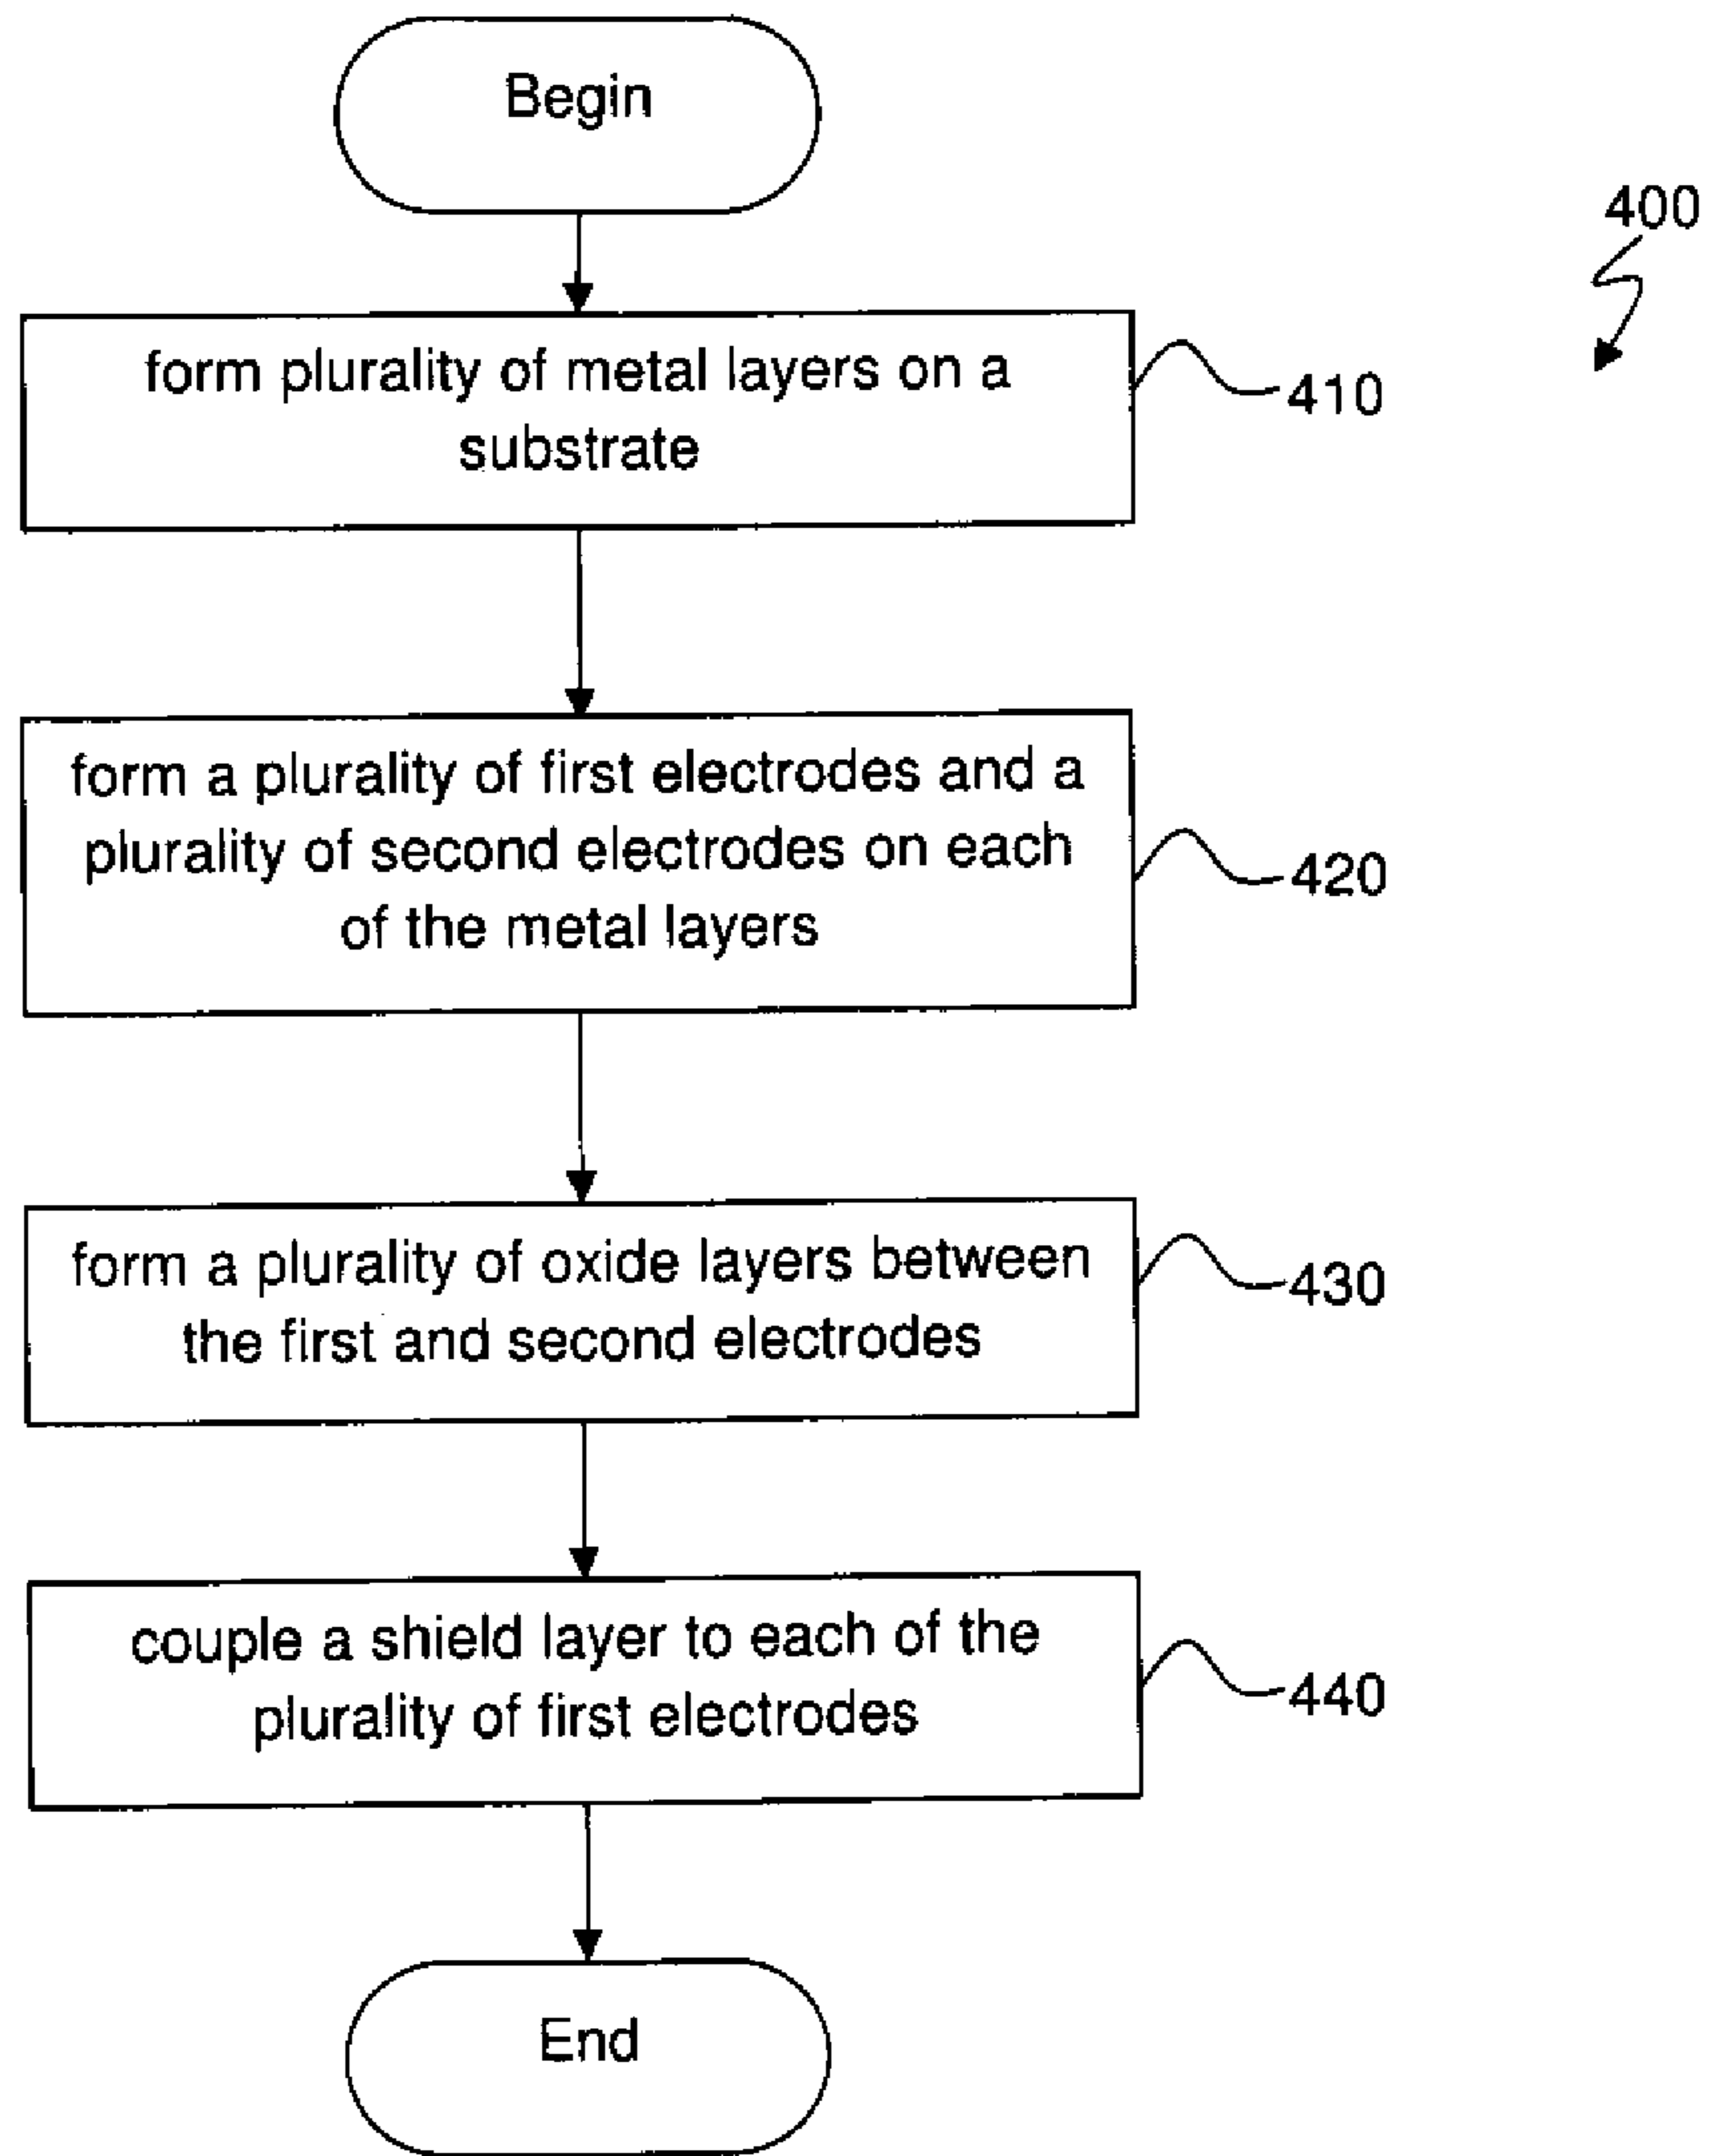 Begin
400
form plurality of metal layers on a
substrate
410
form a plurality of first electrodes and a
plurality of second electrodes on each
of the metal layers
420
form a plurality of oxide layers between
the first and second electrodes
430
couple a shield layer to each of the
plurality of first electrodes
440
End